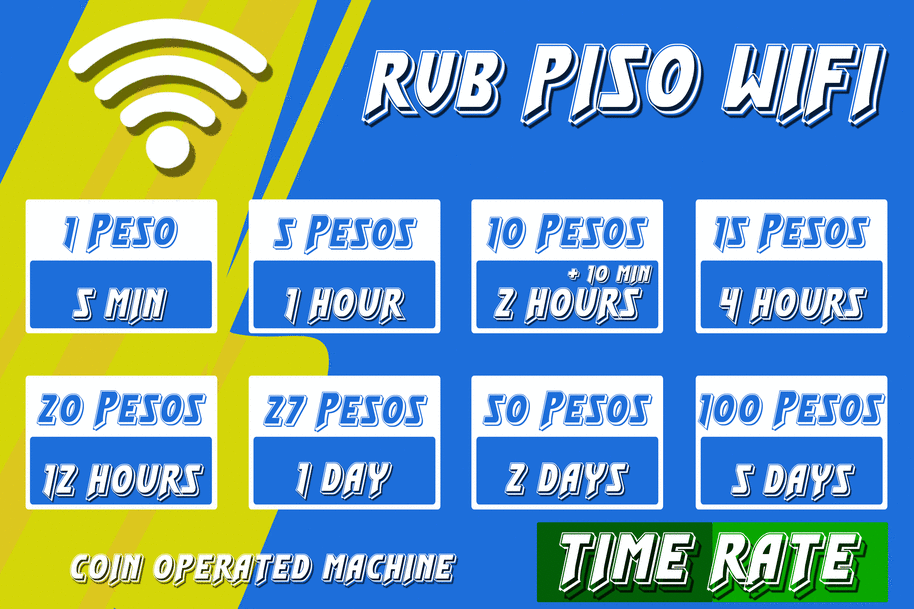 RUB PISO WIFI
1 PESO
5 MIN
5 PESOS
1 HOUR
10 PESOS
+ 10 MIN
2 HOURS
15 PESOS
4 HOURS
20 PESOS
12 HOURS
27 PESOS
1 DAY
50 PESOS
2 DAYS
100 PESOS
5 DAYS
COIN OPERATED MACHINE
TIME RATE